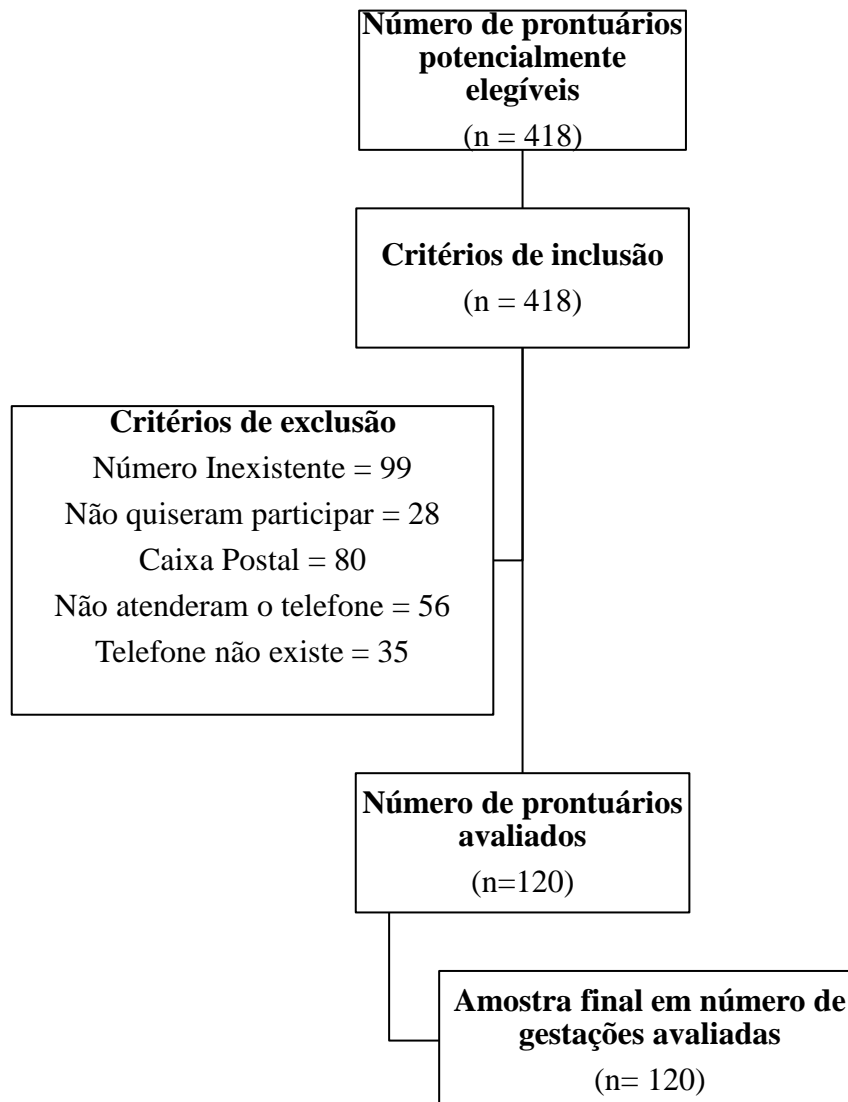 Número de prontuários
potencialmente
elegíveis
(n = 418)
Critérios de inclusão
(n = 418)
Critérios de exclusão
Número Inexistente = 99
Não quiseram participar = 28
Caixa Postal = 80
Não atenderam o telefone = 56
Telefone não existe = 35
Número de prontuários
avaliados
(n=120)
Amostra final em número de
gestações avaliadas
(n= 120)